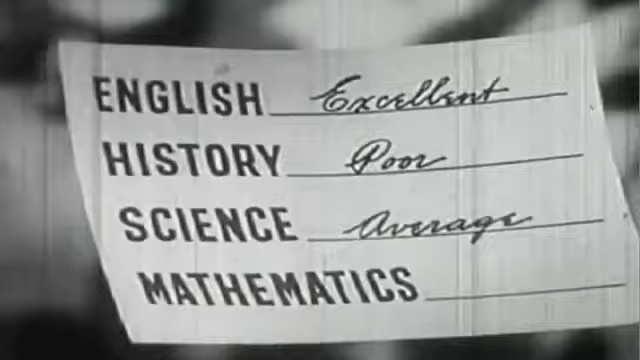 ENGLISH Excellent
HISTORY Poor
SCIENCE Average
MATHEMATICS